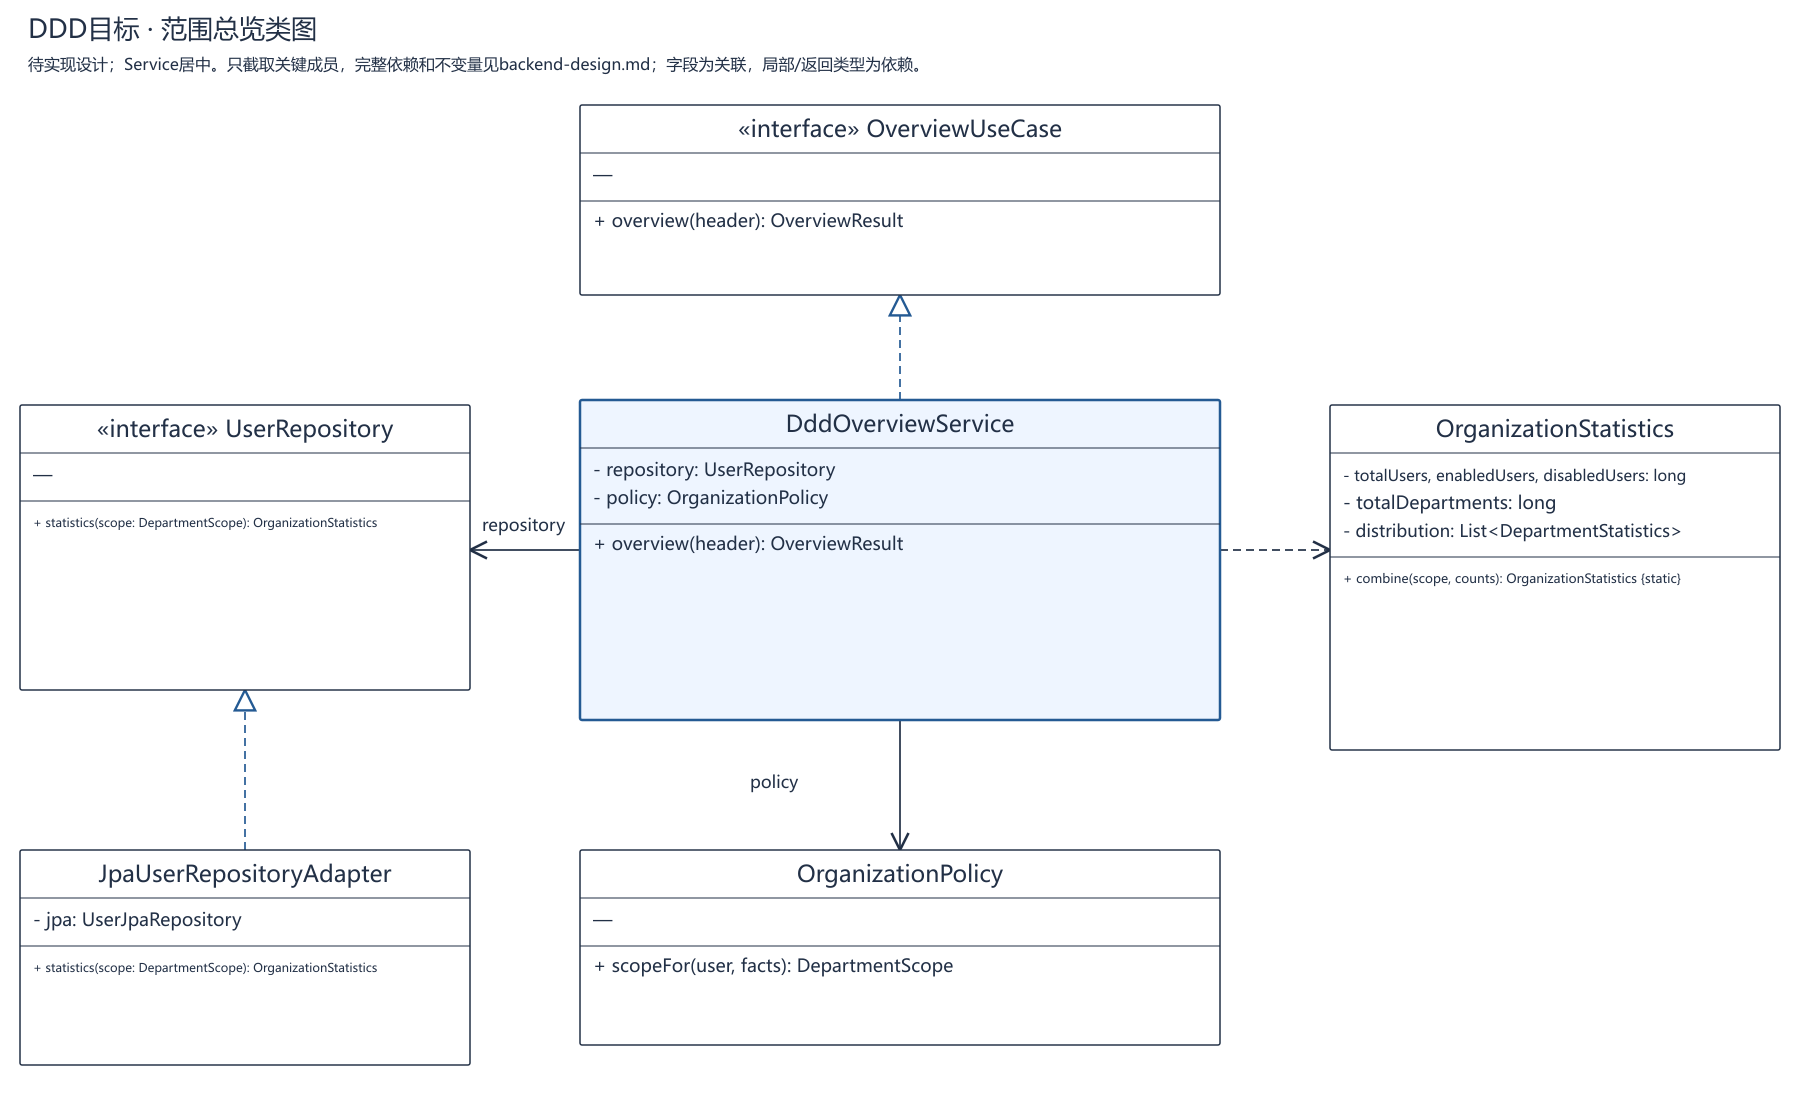 DDD目标 · 范围总览类图
待实现设计；Service居中。只截取关键成员，完整依赖和不变量见backend-design.md；字段为关联，局部/返回类型为依赖。
«interface» OverviewUseCase
—
+ overview(header): OverviewResult
«interface» UserRepository
—
+ statistics(scope: DepartmentScope): OrganizationStatistics
repository
DddOverviewService
- repository: UserRepository
- policy: OrganizationPolicy
+ overview(header): OverviewResult
OrganizationStatistics
- totalUsers, enabledUsers, disabledUsers: long
- totalDepartments: long
- distribution: List<DepartmentStatistics>
+ combine(scope, counts): OrganizationStatistics {static}
policy
JpaUserRepositoryAdapter
- jpa: UserJpaRepository
+ statistics(scope: DepartmentScope): OrganizationStatistics
OrganizationPolicy
—
+ scopeFor(user, facts): DepartmentScope